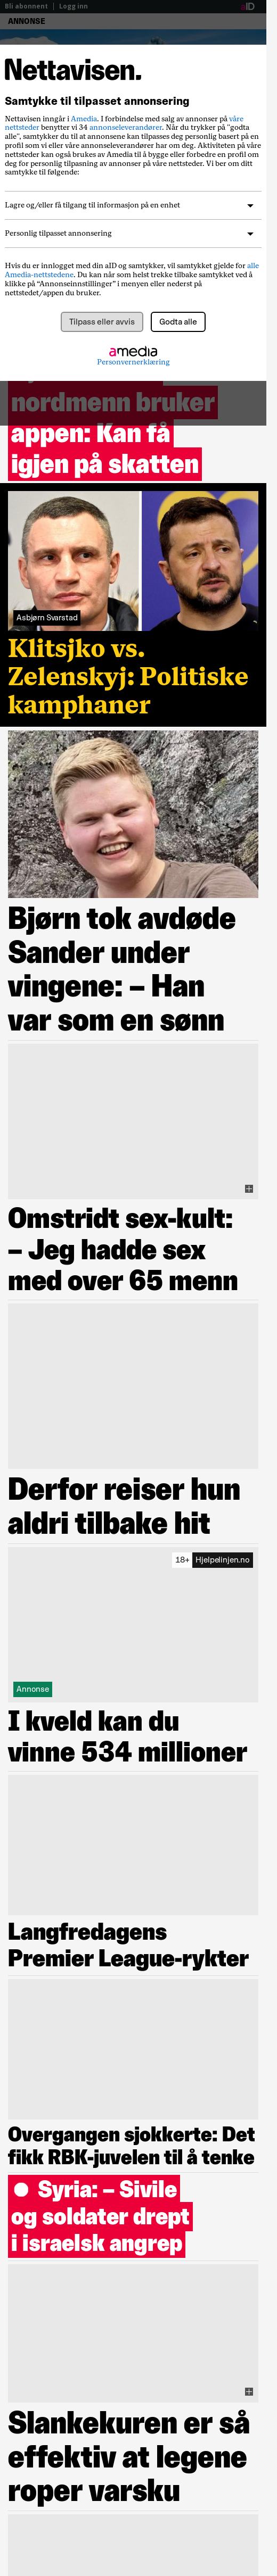 Bli abonnent | Logg inn
aID
ANNONSE
Nettavisen.
Samtykke til tilpasset annonsering
Nettavisen inngår i Amedia. I forbindelse med salg av annonser på våre
nettsteder benytter vi 34 annonseleverandører. Når du trykker på "godta
alle", samtykker du til at annonsene kan tilpasses deg personlig basert på en
profil som vi eller våre annonseleverandører har om deg. Aktiviteten på våre
nettsteder kan også brukes av Amedia til å bygge eller forbedre en profil om
deg for personlig tilpasning av annonser på våre nettsteder. Vi ber om ditt
samtykke til følgende:
Lagre og/eller få tilgang til informasjon på en enhet
Personlig tilpasset annonsering
Hvis du er innlogget med din aID og samtykker, vil samtykket gjelde for alle
Amedia-nettstedene. Du kan når som helst trekke tilbake samtykket ved å
klikke på “Annonseinnstillinger” i menyen eller nederst på
nettstedet/appen du bruker.
Tilpass eller avvis
Godta alle
amedia
Personvernerklæring
nordmenn bruker
appen: Kan få
igjen på skatten
Asbjørn Svarstad
Klitsjko vs.
Zelenskyj: Politiske
kamphaner
Bjørn tok avdøde
Sander under
vingene: – Han
var som en sønn
Omstridt sex-kult:
– Jeg hadde sex
med over 65 menn
Derfor reiser hun
aldri tilbake hit
18+ Hjelpelinjen.no
Annonse
I kveld kan du
vinne 534 millioner
Langfredagens
Premier League-rykter
Overgangen sjokkerte: Det
fikk RBK-juvelen til å tenke
Syria: – Sivile
og soldater drept
i israelsk angrep
Slankekuren er så
effektiv at legene
roper varsku